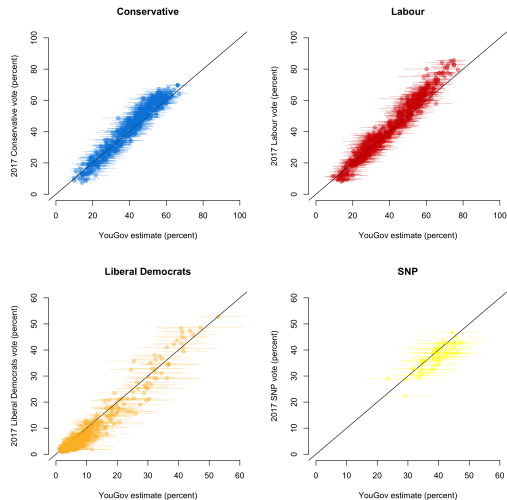 Conservative
2017 Conservative vote (percent)
0 20 40 60 80 100
0 20 40 60 80 100
YouGov estimate (percent)
Labour
2017 Labour vote (percent)
0 20 40 60 80 100
0 20 40 60 80 100
YouGov estimate (percent)
Liberal Democrats
2017 Liberal Democrats vote (percent)
0 10 20 30 40 50 60
0 10 20 30 40 50 60
YouGov estimate (percent)
SNP
2017 SNP vote (percent)
0 10 20 30 40 50 60
0 10 20 30 40 50 60
YouGov estimate (percent)